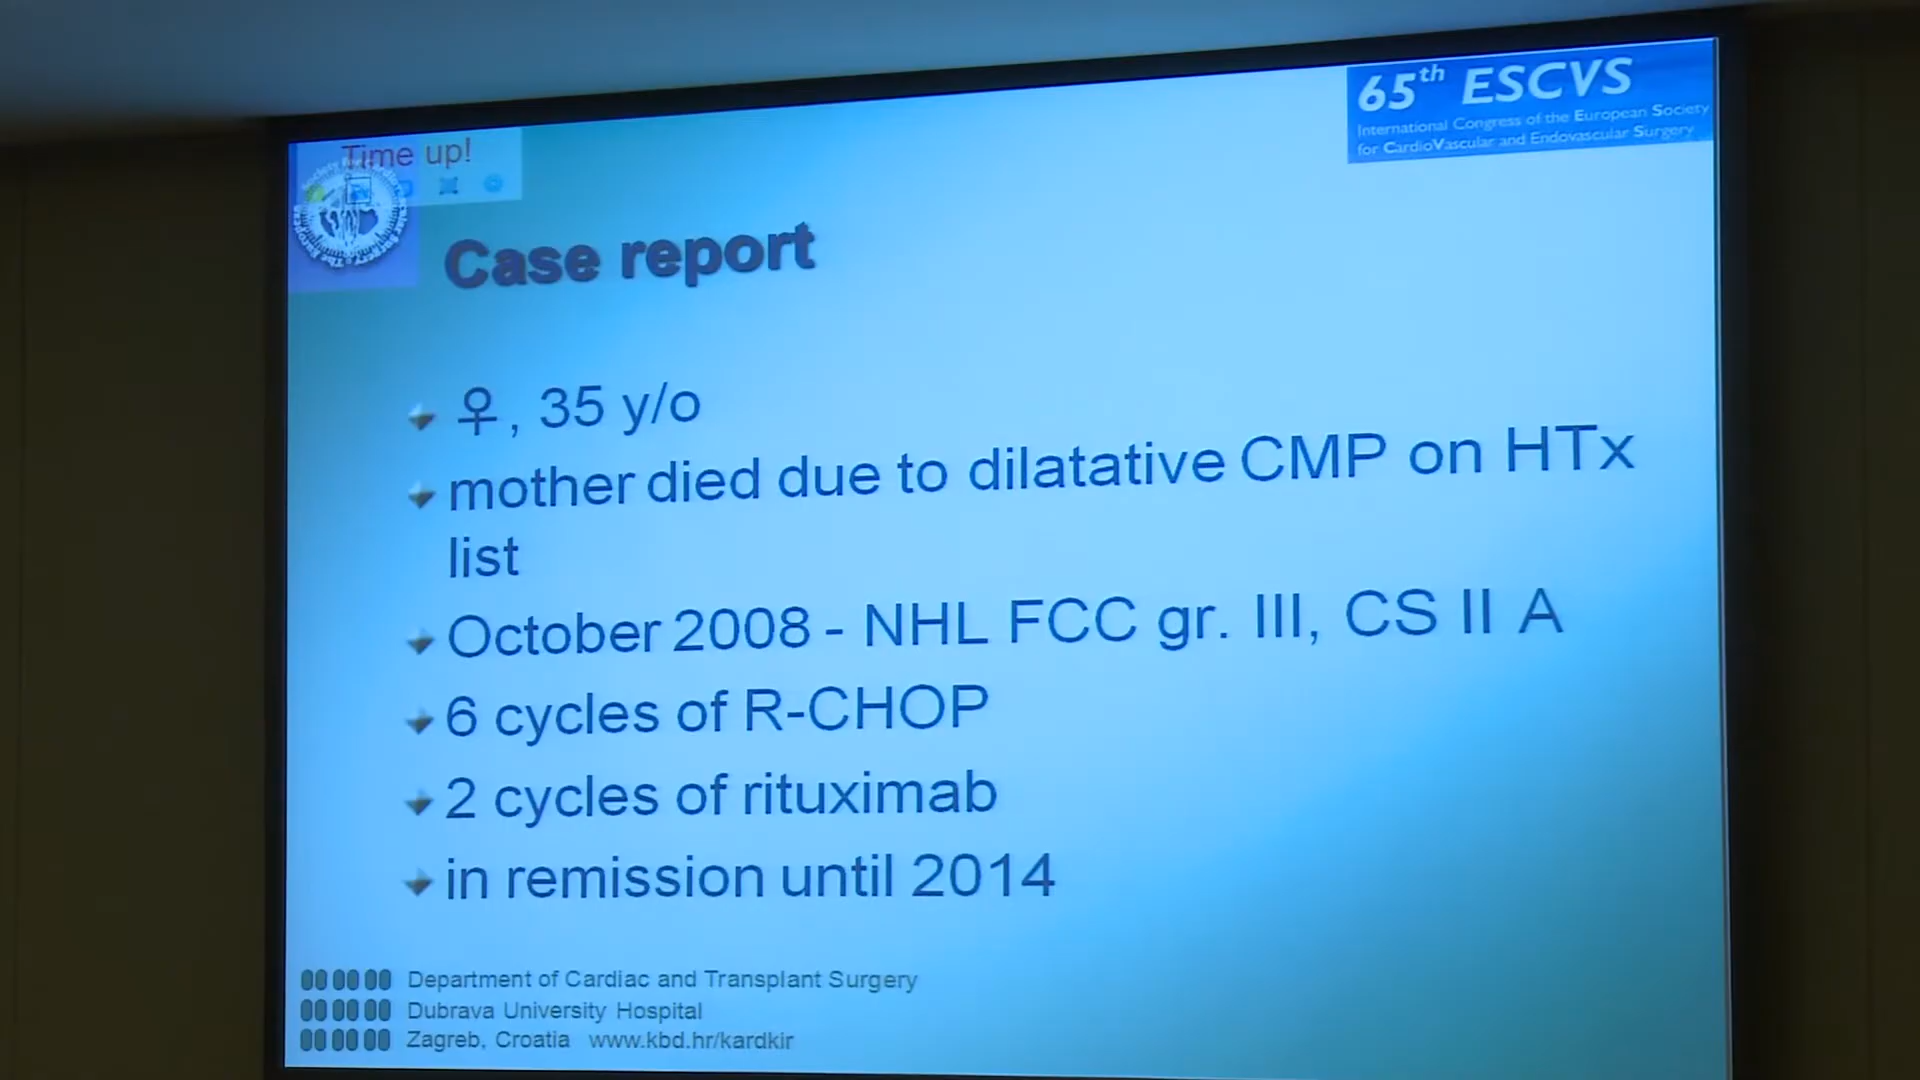 65th ESCVS
International Congress of the European Society
for CardioVascular and Endovascular Surgery
Time up!
Case report
♀, 35 y/o
mother died due to dilatative CMP on HTx
list
October 2008 - NHL FCC gr. III, CS II A
6 cycles of R-CHOP
2 cycles of rituximab
in remission until 2014
Department of Cardiac and Transplant Surgery
Dubrava University Hospital
Zagreb, Croatia www.kbd.hr/kardkir